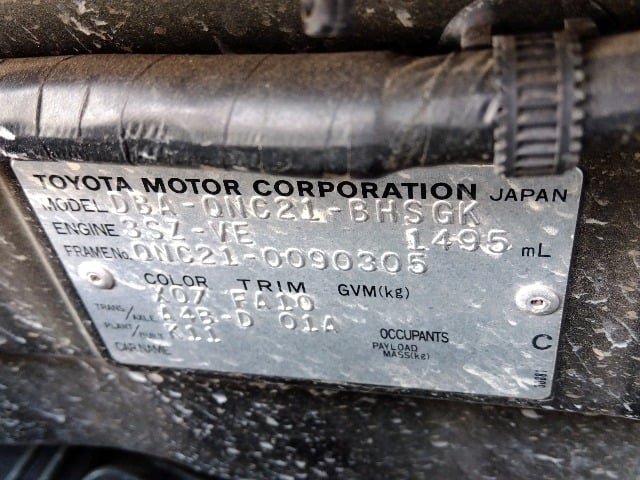 TOYOTA MOTOR CORPORATION JAPAN
MODEL DBA-QNC21-BHSGK
ENGINE 3SZ-VE 1495 mL
FRAME No. QNC21-0090305
COLOR TRIM GVM(kg)
X07 FA10
TRANS/AXLE A4B-D 01A
PLANT/BUILT K11 OCCUPANTS C
CAR NAME PAYLOAD MASS(kg)